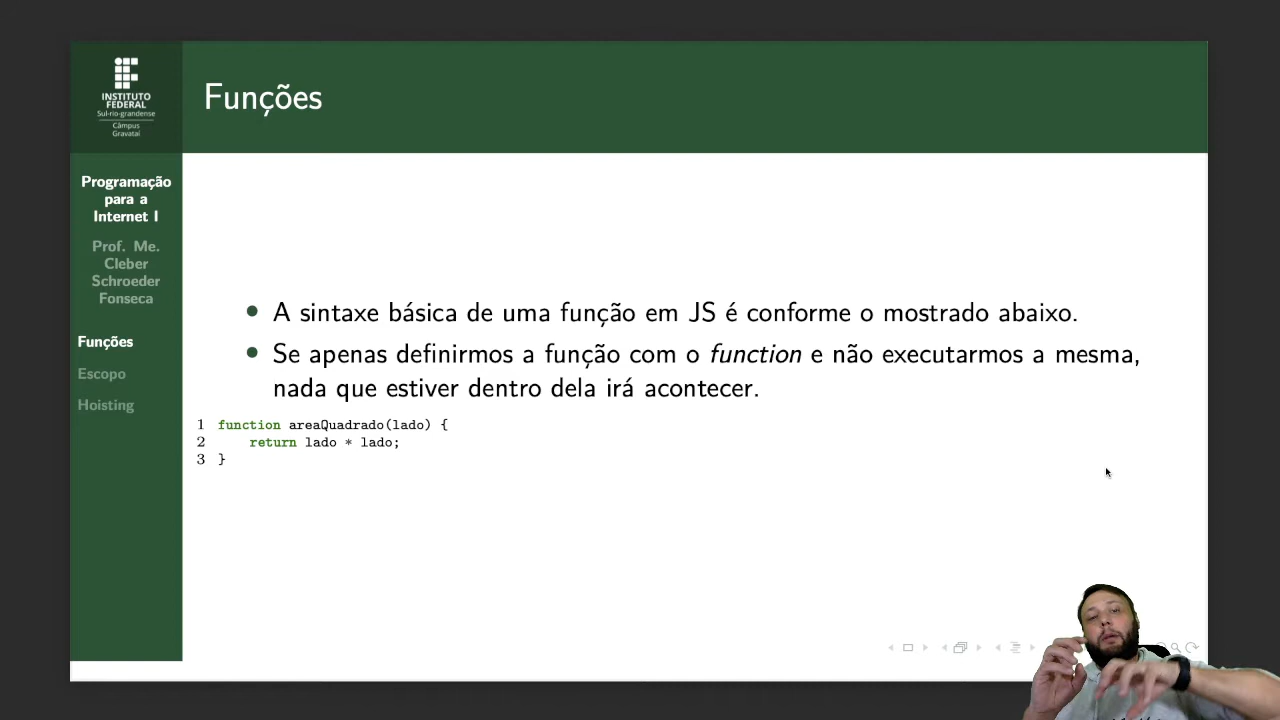 INSTITUTO
FEDERAL
Sul-rio-grandense
Câmpus
Gravataí
Funções
Programação
para a
Internet I
Prof. Me.
Cleber
Schroeder
Fonseca
Funções
Escopo
Hoisting
• A sintaxe básica de uma função em JS é conforme o mostrado abaixo.
• Se apenas definirmos a função com o function e não executarmos a mesma,
nada que estiver dentro dela irá acontecer.
1 function areaQuadrado(lado) {
2     return lado * lado;
3 }